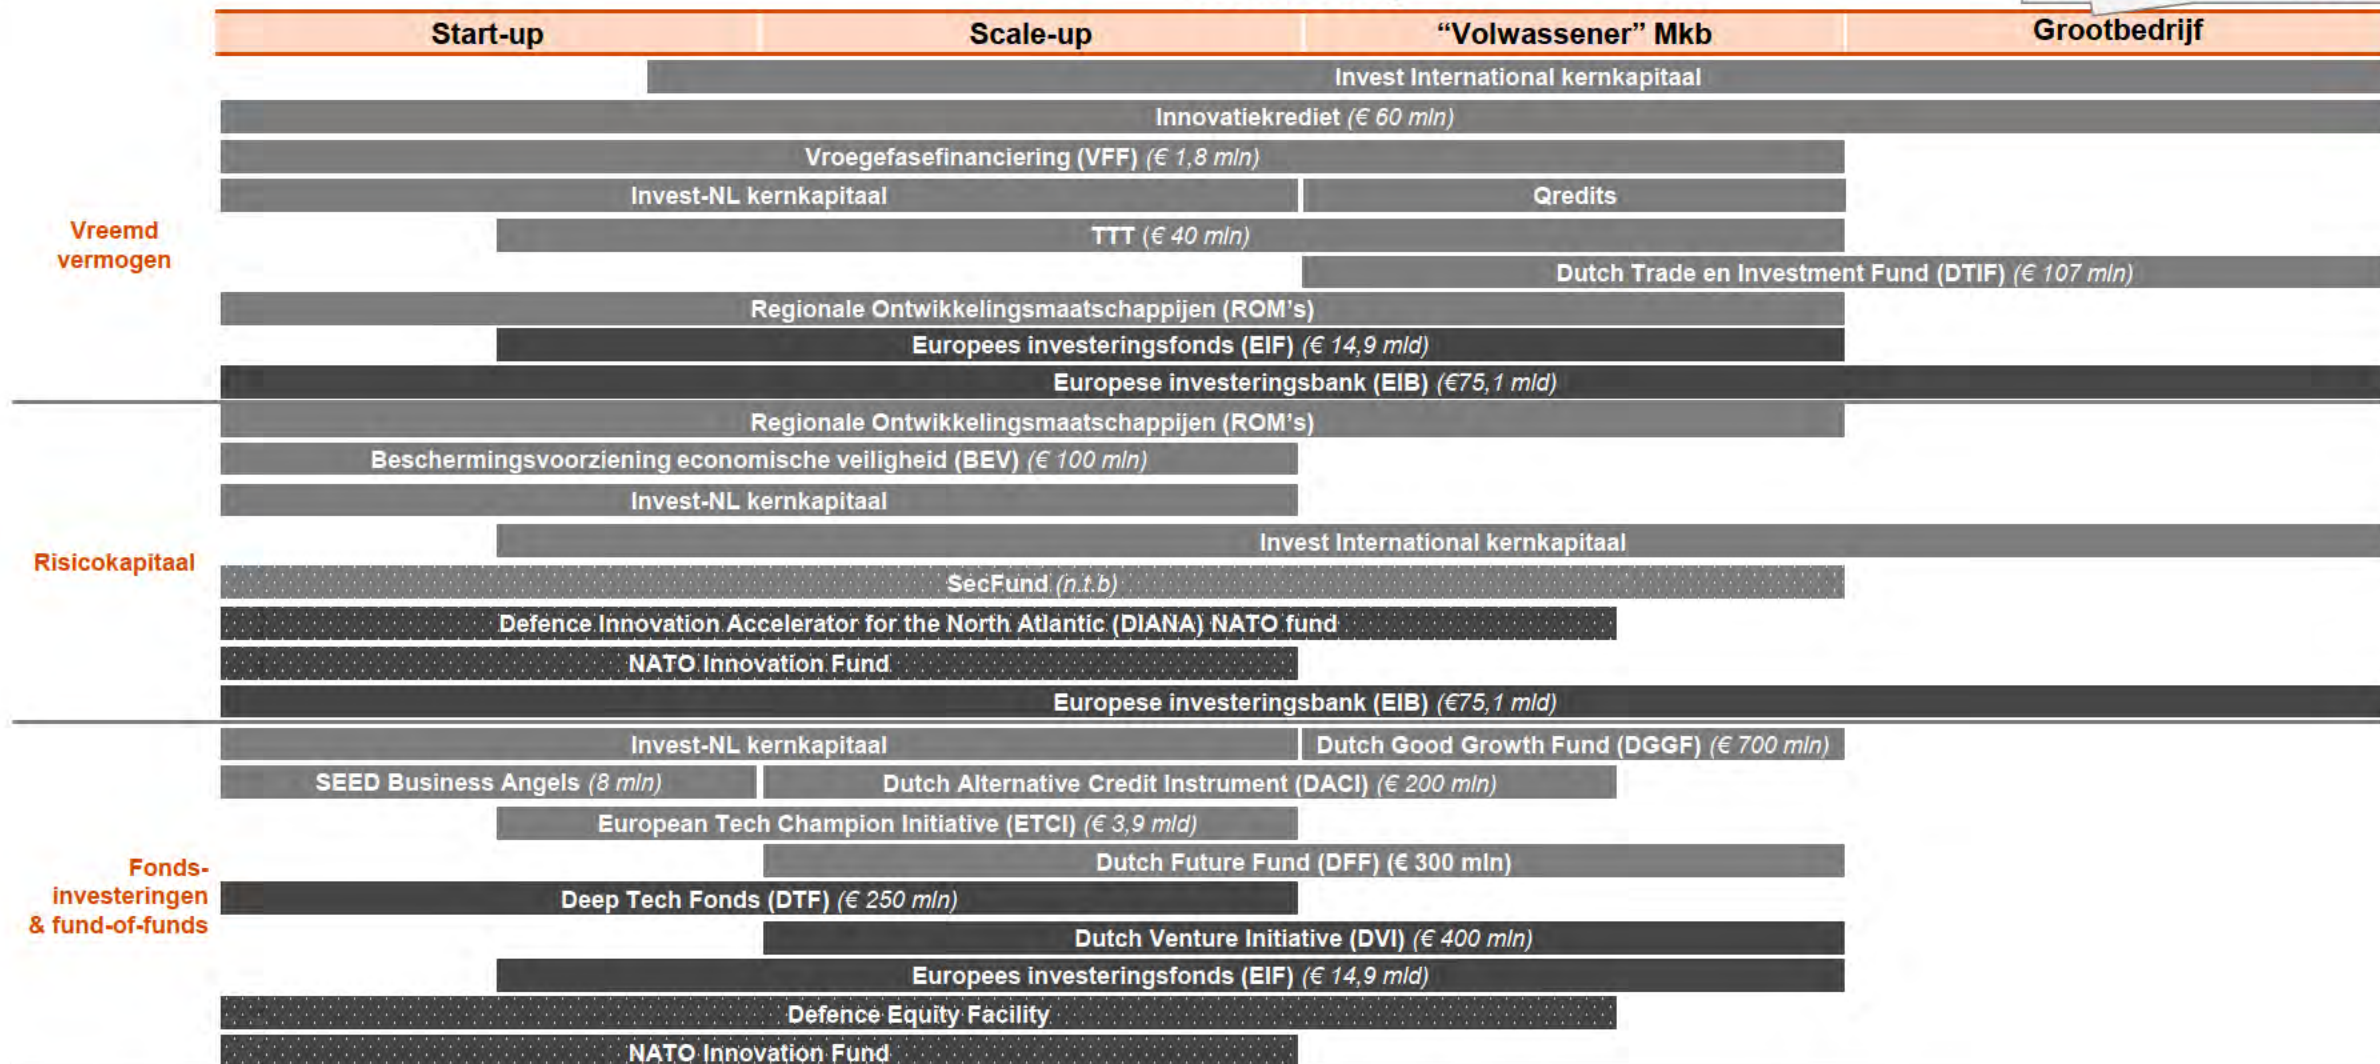 Start-up Scale-up “Volwassener” Mkb Grootbedrijf
Vreemd
vermogen
Invest International kernkapitaal
Innovatiekrediet (€ 60 mln)
Vroegefasefinanciering (VFF) (€ 1,8 mln)
Invest-NL kernkapitaal Qredits
TTT (€ 40 mln)
Dutch Trade en Investment Fund (DTIF) (€ 107 mln)
Regionale Ontwikkelingsmaatschappijen (ROM’s)
Europees investeringsfonds (EIF) (€ 14,9 mld)
Europese investeringsbank (EIB) (€75,1 mld)
Risicokapitaal
Regionale Ontwikkelingsmaatschappijen (ROM’s)
Beschermingsvoorziening economische veiligheid (BEV) (€ 100 mln)
Invest-NL kernkapitaal
Invest International kernkapitaal
SecFund (n.t.b)
Defence Innovation Accelerator for the North Atlantic (DIANA) NATO fund
NATO Innovation Fund
Europese investeringsbank (EIB) (€75,1 mld)
Fonds-
investeringen
& fund-of-funds
Invest-NL kernkapitaal Dutch Good Growth Fund (DGGF) (€ 700 mln)
SEED Business Angels (8 mln) Dutch Alternative Credit Instrument (DACI) (€ 200 mln)
European Tech Champion Initiative (ETCI) (€ 3,9 mld)
Dutch Future Fund (DFF) (€ 300 mln)
Deep Tech Fonds (DTF) (€ 250 mln)
Dutch Venture Initiative (DVI) (€ 400 mln)
Europees investeringsfonds (EIF) (€ 14,9 mld)
Defence Equity Facility
NATO Innovation Fund